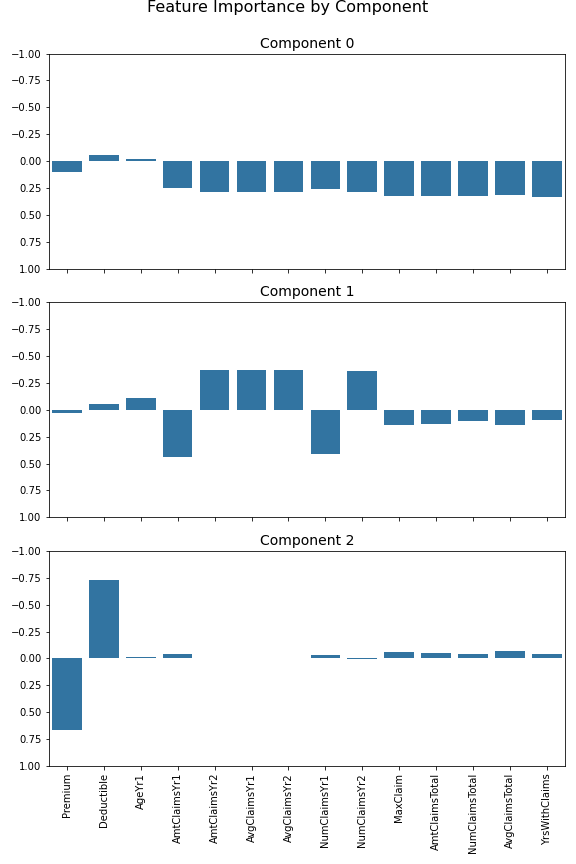 Feature Importance by Component
Component 0
−1.00
−0.75
−0.50
−0.25
0.00
0.25
0.50
0.75
1.00
Component 1
−1.00
−0.75
−0.50
−0.25
0.00
0.25
0.50
0.75
1.00
Component 2
−1.00
−0.75
−0.50
−0.25
0.00
0.25
0.50
0.75
1.00
Premium
Deductible
AgeYr1
AmtClaimsYr1
AmtClaimsYr2
AvgClaimsYr1
AvgClaimsYr2
NumClaimsYr1
NumClaimsYr2
MaxClaim
AmtClaimsTotal
NumClaimsTotal
AvgClaimsTotal
YrsWithClaims